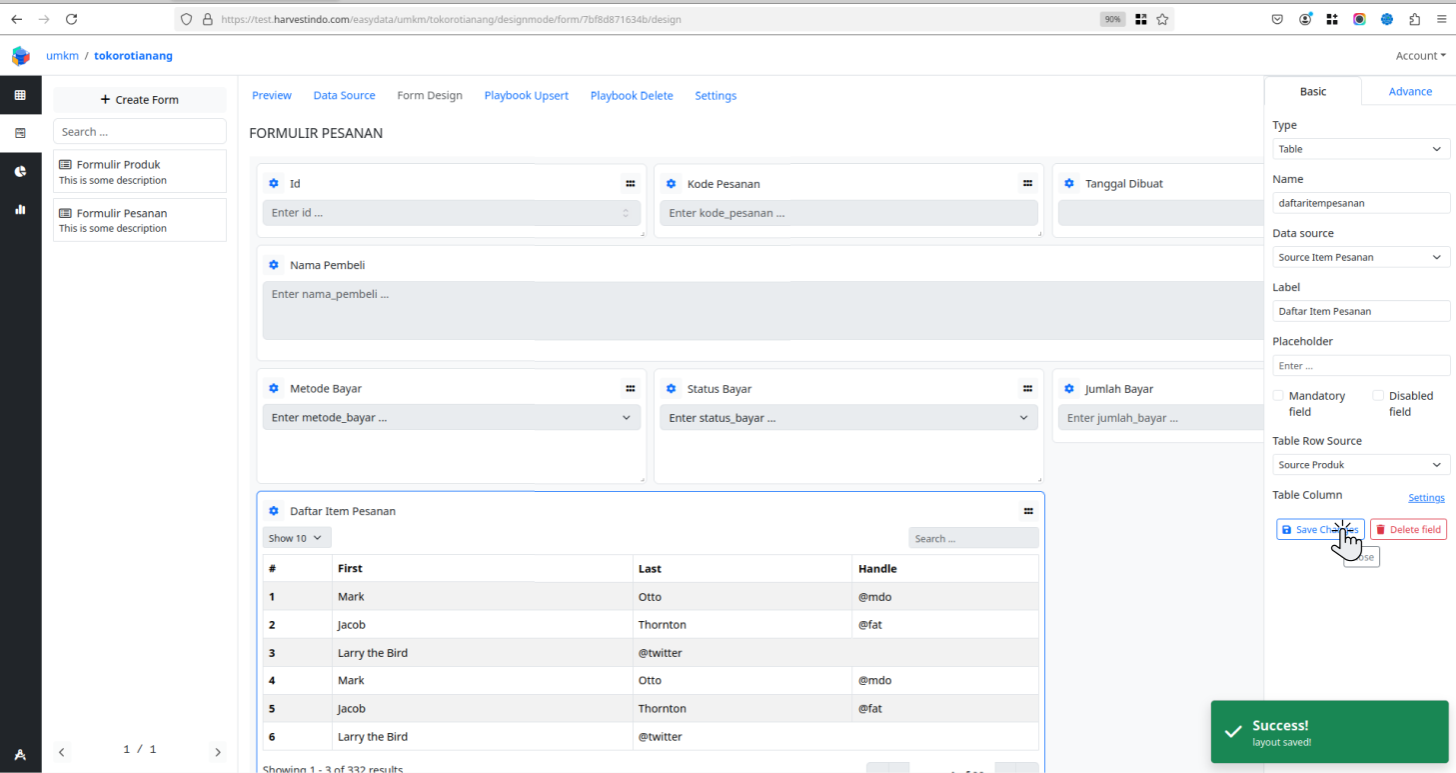 https://test.harvestindo.com/easydata/umkm/tokorotianang/designmode/form/7bf8d871634b/design
90%
umkm / tokorotianang
Account
+ Create Form
Search ...
Formulir Produk
This is some description
Formulir Pesanan
This is some description
1 / 1
Preview Data Source Form Design Playbook Upsert Playbook Delete Settings
FORMULIR PESANAN
Id
Enter id ...
Kode Pesanan
Enter kode_pesanan ...
Tanggal Dibuat
Nama Pembeli
Enter nama_pembeli ...
Metode Bayar
Enter metode_bayar ...
Status Bayar
Enter status_bayar ...
Jumlah Bayar
Enter jumlah_bayar ...
Daftar Item Pesanan
Show 10
Search ...
# First Last Handle
1 Mark Otto @mdo
2 Jacob Thornton @fat
3 Larry the Bird @twitter
4 Mark Otto @mdo
5 Jacob Thornton @fat
6 Larry the Bird @twitter
Showing 1 - 3 of 332 results
Basic Advance
Type
Table
Name
daftaritempesanan
Data source
Source Item Pesanan
Label
Daftar Item Pesanan
Placeholder
Enter ...
Mandatory field
Disabled field
Table Row Source
Source Produk
Table Column Settings
Save Changes Delete field
Success!
layout saved!